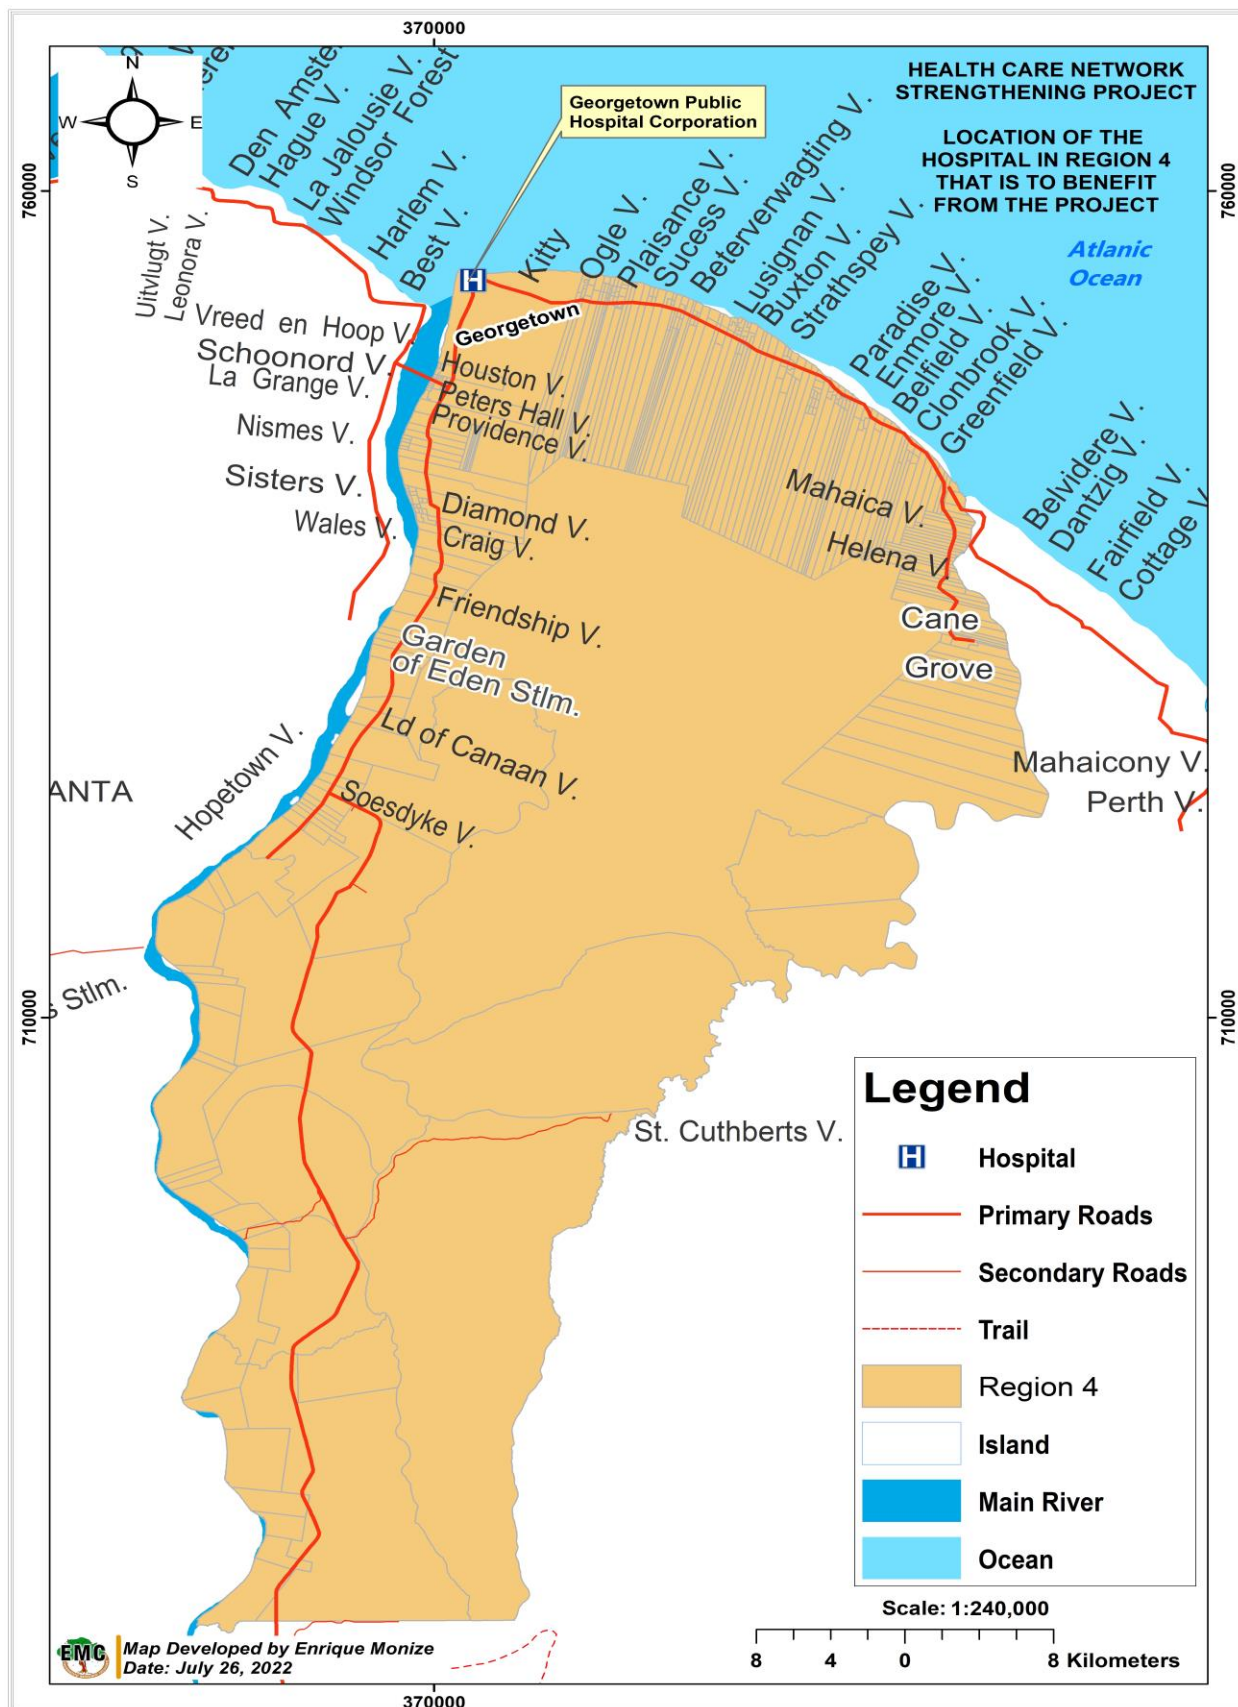 370000
HEALTH CARE NETWORK
STRENGTHENING PROJECT
LOCATION OF THE
HOSPITAL IN REGION 4
THAT IS TO BENEFIT
FROM THE PROJECT
Georgetown Public
Hospital Corporation
N
W
E
S
760000
760000
Atlanic
Ocean
Hague V.
La Jalousie V.
Windsor Forest
Harlem V.
Best V.
Kitty
Ogle V.
Plaisance V.
Sucess V.
Beterverwagting V.
Lusignan V.
Buxton V.
Strathspey V.
Paradise V.
Enmore V.
Belfield V.
Clonbrook V.
Greenfield V.
Belvidere V.
Dantzig V.
Fairfield V.
Cottage V.
Uitvlugt V.
Leonora V.
Vreed en Hoop V.
Schoonord V.
La Grange V.
Nismes V.
Sisters V.
Wales V.
Georgetown
Houston V.
Peters Hall V.
Providence V.
Diamond V.
Craig V.
Friendship V.
Garden
of Eden Stlm.
Ld of Canaan V.
Soesdyke V.
Hopetown V.
Mahaica V.
Helena V.
Cane
Grove
Mahaicony V.
Perth V.
ANTA
Stlm.
710000
710000
St. Cuthberts V.
Legend
H Hospital
Primary Roads
Secondary Roads
Trail
Region 4
Island
Main River
Ocean
Scale: 1:240,000
8 4 0 8 Kilometers
EMC
Map Developed by Enrique Monize
Date: July 26, 2022
370000